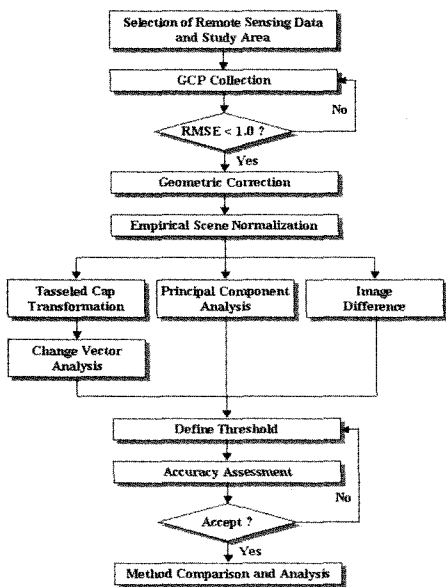 Selection of Remote Sensing Data
and Study Area
GCP Collection
No
RMSE < 1.0 ?
Yes
Geometric Correction
Empirical Scene Normalization
Tasseled Cap
Transformation
Principal Component
Analysis
Image
Difference
Change Vector
Analysis
Define Threshold
Accuracy Assessment
No
Accept ?
Yes
Method Comparison and Analysis